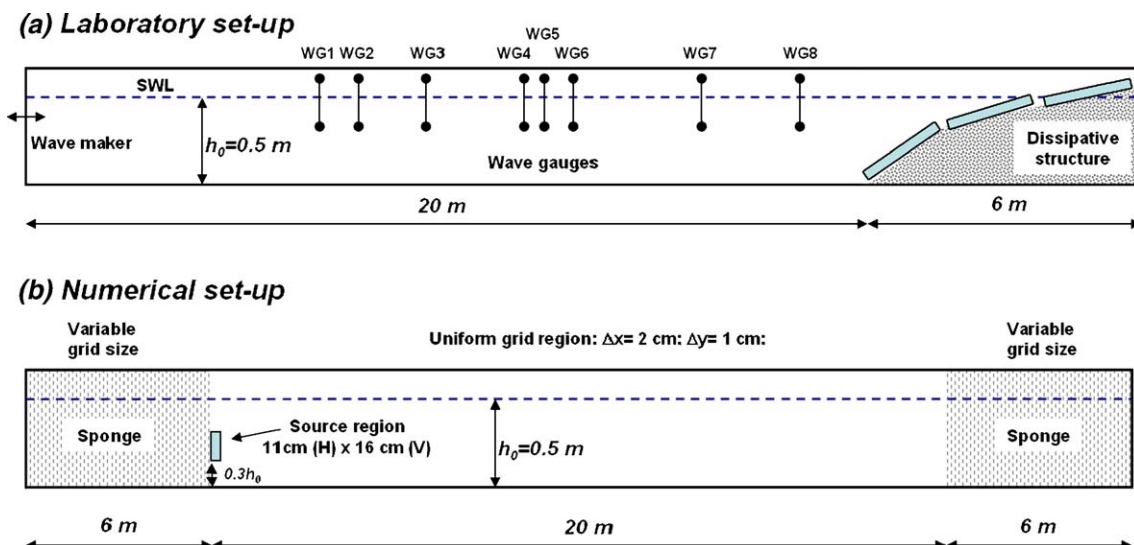 (a) Laboratory set-up
WG1 WG2 WG3 WG4 WG5 WG6 WG7 WG8
SWL
Wave maker
h0=0.5 m
Wave gauges
Dissipative
structure
20 m
6 m
(b) Numerical set-up
Variable
grid size
Uniform grid region: Δx= 2 cm: Δy= 1 cm:
Variable
grid size
Sponge
Source region
11cm (H) x 16 cm (V)
0.3h0
h0=0.5 m
Sponge
6 m
20 m
6 m